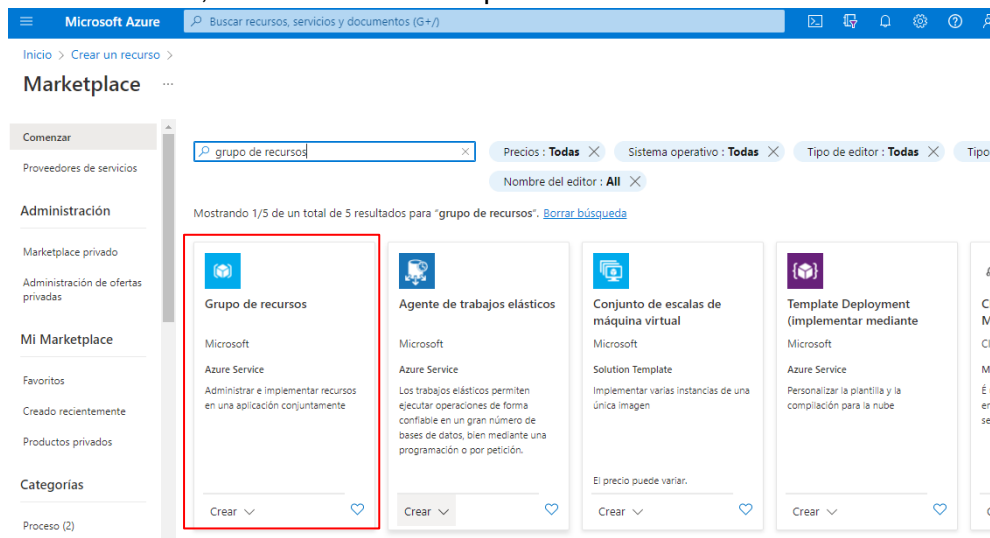 Microsoft Azure
Buscar recursos, servicios y documentos (G+/)
Inicio > Crear un recurso >
Marketplace ...
Comenzar
Proveedores de servicios
Administración
Marketplace privado
Administración de ofertas
privadas
Mi Marketplace
Favoritos
Creado recientemente
Productos privados
Categorías
Proceso (2)
grupo de recursos
Precios : Todas
Sistema operativo : Todas
Tipo de editor : Todas
Tipo
Nombre del editor : All
Mostrando 1/5 de un total de 5 resultados para "grupo de recursos". Borrar búsqueda
Grupo de recursos
Microsoft
Azure Service
Administrar e implementar recursos
en una aplicación conjuntamente
Crear
Agente de trabajos elásticos
Microsoft
Azure Service
Los trabajos elásticos permiten
ejecutar operaciones de forma
confiable en un gran número de
bases de datos, bien mediante una
programación o por petición.
Crear
Conjunto de escalas de
máquina virtual
Microsoft
Solution Template
Implementar varias instancias de una
única imagen
El precio puede variar.
Crear
Template Deployment
(implementar mediante
Microsoft
Azure Service
Personalizar la plantilla y la
compilación para la nube
Crear